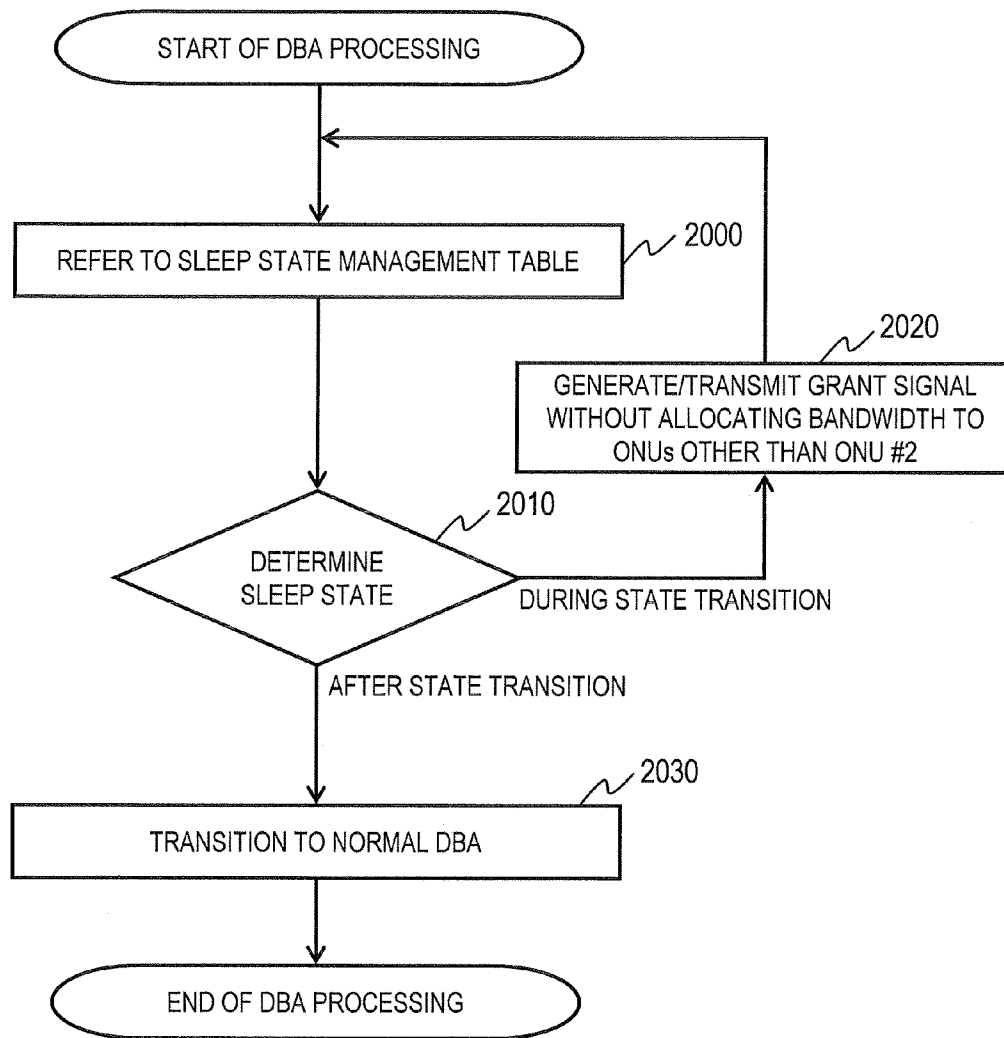 START OF DBA PROCESSING
2000
REFER TO SLEEP STATE MANAGEMENT TABLE
2020
GENERATE/TRANSMIT GRANT SIGNAL
WITHOUT ALLOCATING BANDWIDTH TO
ONUs OTHER THAN ONU #2
2010
DETERMINE
SLEEP STATE
DURING STATE TRANSITION
AFTER STATE TRANSITION
2030
TRANSITION TO NORMAL DBA
END OF DBA PROCESSING